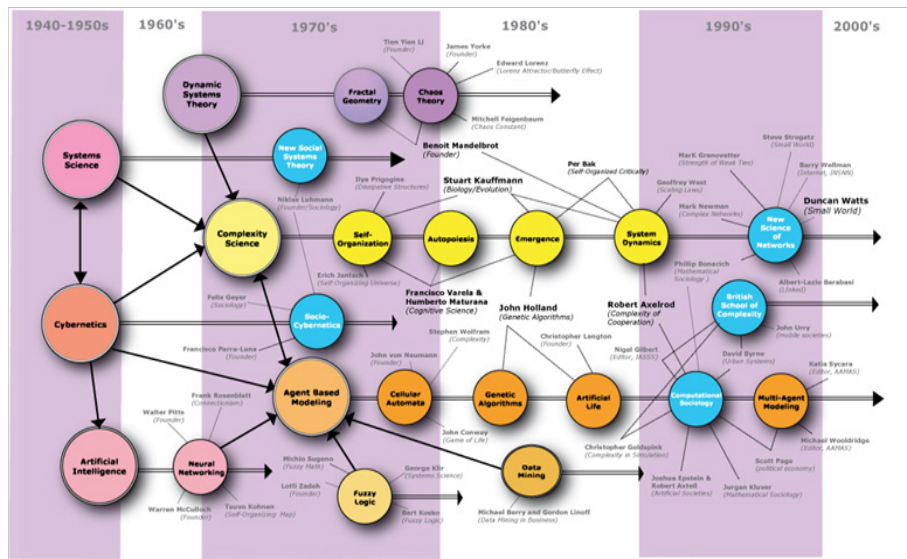 1940-1950s
1960's
1970's
1980's
1990's
2000's
Tien Yien Li
(Founder)
James Yorke
(Founder)
Edward Lorenz
(Lorenz Attractor/Butterfly Effect)
Dynamic
Systems
Theory
Fractal
Geometry
Chaos
Theory
Mitchell Feigenbaum
(Chaos Constant)
Benoit Mandelbrot
(Founder)
Systems
Science
New Social
Systems
Theory
Niklas Luhmann
(Founder/Sociology)
Dye Prigogine
(Dissipative Structures)
Stuart Kauffmann
(Biology/Evolution)
Per Bak
(Self-Organized Critically)
Geoffrey West
(Scaling Laws)
Mark Granovetter
(Strength of Weak Ties)
Steve Strogatz
(Small World)
Barry Wellman
(Internet, INSNN)
Mark Newman
(Complex Networks)
Duncan Watts
(Small World)
Complexity
Science
Self-
Organization
Autopoiesis
Emergence
System
Dynamics
New
Science of
Networks
Erich Jantsch
(Self-Organizing Universe)
Francisco Varela &
Humberto Maturana
(Cognitive Science)
John Holland
(Genetic Algorithms)
Robert Axelrod
(Complexity of
Cooperation)
Phillip Bonacich
(Mathematical
Sociology )
Albert-Lazlo Barabasi
(Linked)
Cybernetics
Felix Geyer
(Sociology)
Socio-
Cybernetics
Francisco Parra-Luna
(Founder)
Stephen Wolfram
(Complexity)
Christopher Langton
(Founder)
Nigel Gilbert
(Editor, JASSS)
British
School of
Complexity
John Urry
(mobile societies)
David Byrne
(Urban Systems)
John von Neumann
(Founder)
Frank Rosenblatt
(Connectionism)
Walter Pitts
(Founder)
Agent Based
Modeling
Cellular
Automata
Genetic
Algorithms
Artificial
Life
Computational
Sociology
Multi-Agent
Modeling
Katia Sycara
(Editor, AAMAS)
John Conway
(Game of Life)
Michael Wooldridge
(Editor, AAMAS)
Christopher Goldspink
(Complexity in Simulation)
Scott Page
(political economy)
Artificial
Intelligence
Neural
Networking
Michio Sugeno
(Fuzzy Math)
Lotfi Zadeh
(Founder)
Fuzzy
Logic
George Klir
(Systems Science)
Bart Kosko
(Fuzzy Logic)
Data
Mining
Michael Berry and Gordon Linoff
(Data Mining in Business)
Joshua Epstein &
Robert Axtell
(Artificial Societies)
Jurgan Kluver
(Mathematical Sociology)
Warren McCulloch
(Founder)
Teuvo Kohnen
(Self-Organizing Map)